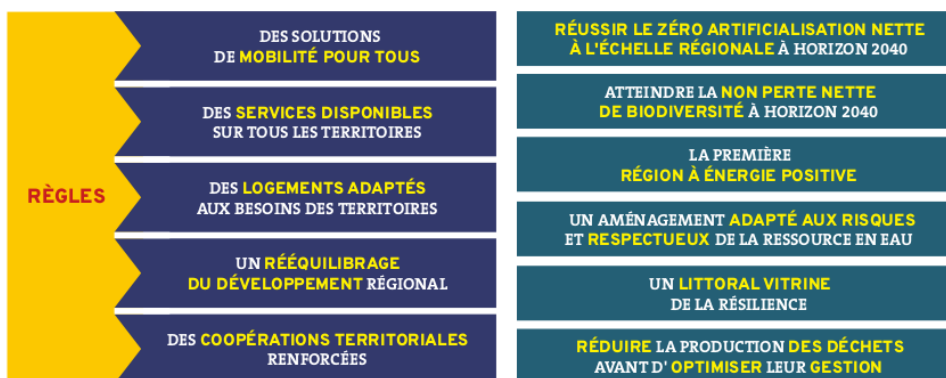 RÈGLES
DES SOLUTIONS
DE MOBILITÉ POUR TOUS
DES SERVICES DISPONIBLES
SUR TOUS LES TERRITOIRES
DES LOGEMENTS ADAPTÉS
AUX BESOINS DES TERRITOIRES
UN RÉÉQUILIBRAGE
DU DÉVELOPPEMENT RÉGIONAL
DES COOPÉRATIONS TERRITORIALES
RENFORCÉES
RÉUSSIR LE ZÉRO ARTIFICIALISATION NETTE
À L'ÉCHELLE RÉGIONALE À HORIZON 2040
ATTEINDRE LA NON PERTE NETTE
DE BIODIVERSITÉ À HORIZON 2040
LA PREMIÈRE
RÉGION À ÉNERGIE POSITIVE
UN AMÉNAGEMENT ADAPTÉ AUX RISQUES
ET RESPECTUEUX DE LA RESSOURCE EN EAU
UN LITTORAL VITRINE
DE LA RÉSILIENCE
RÉDUIRE LA PRODUCTION DES DÉCHETS
AVANT D' OPTIMISER LEUR GESTION